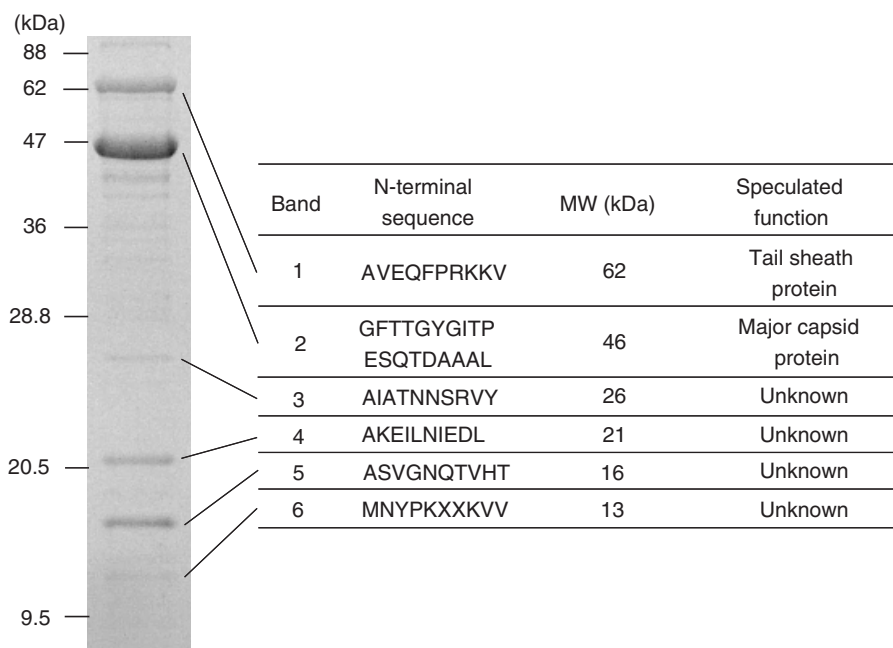 (kDa)
88
62
47
36
28.8
20.5
9.5
Band N-terminal sequence MW (kDa) Speculated function
1 AVEQFPRKKV 62 Tail sheath protein
2 GFTTGYGITP ESQTDAAAL 46 Major capsid protein
3 AIATNNSRVY 26 Unknown
4 AKEILNIEDL 21 Unknown
5 ASVGNQTVHT 16 Unknown
6 MNYPKXXKVV 13 Unknown